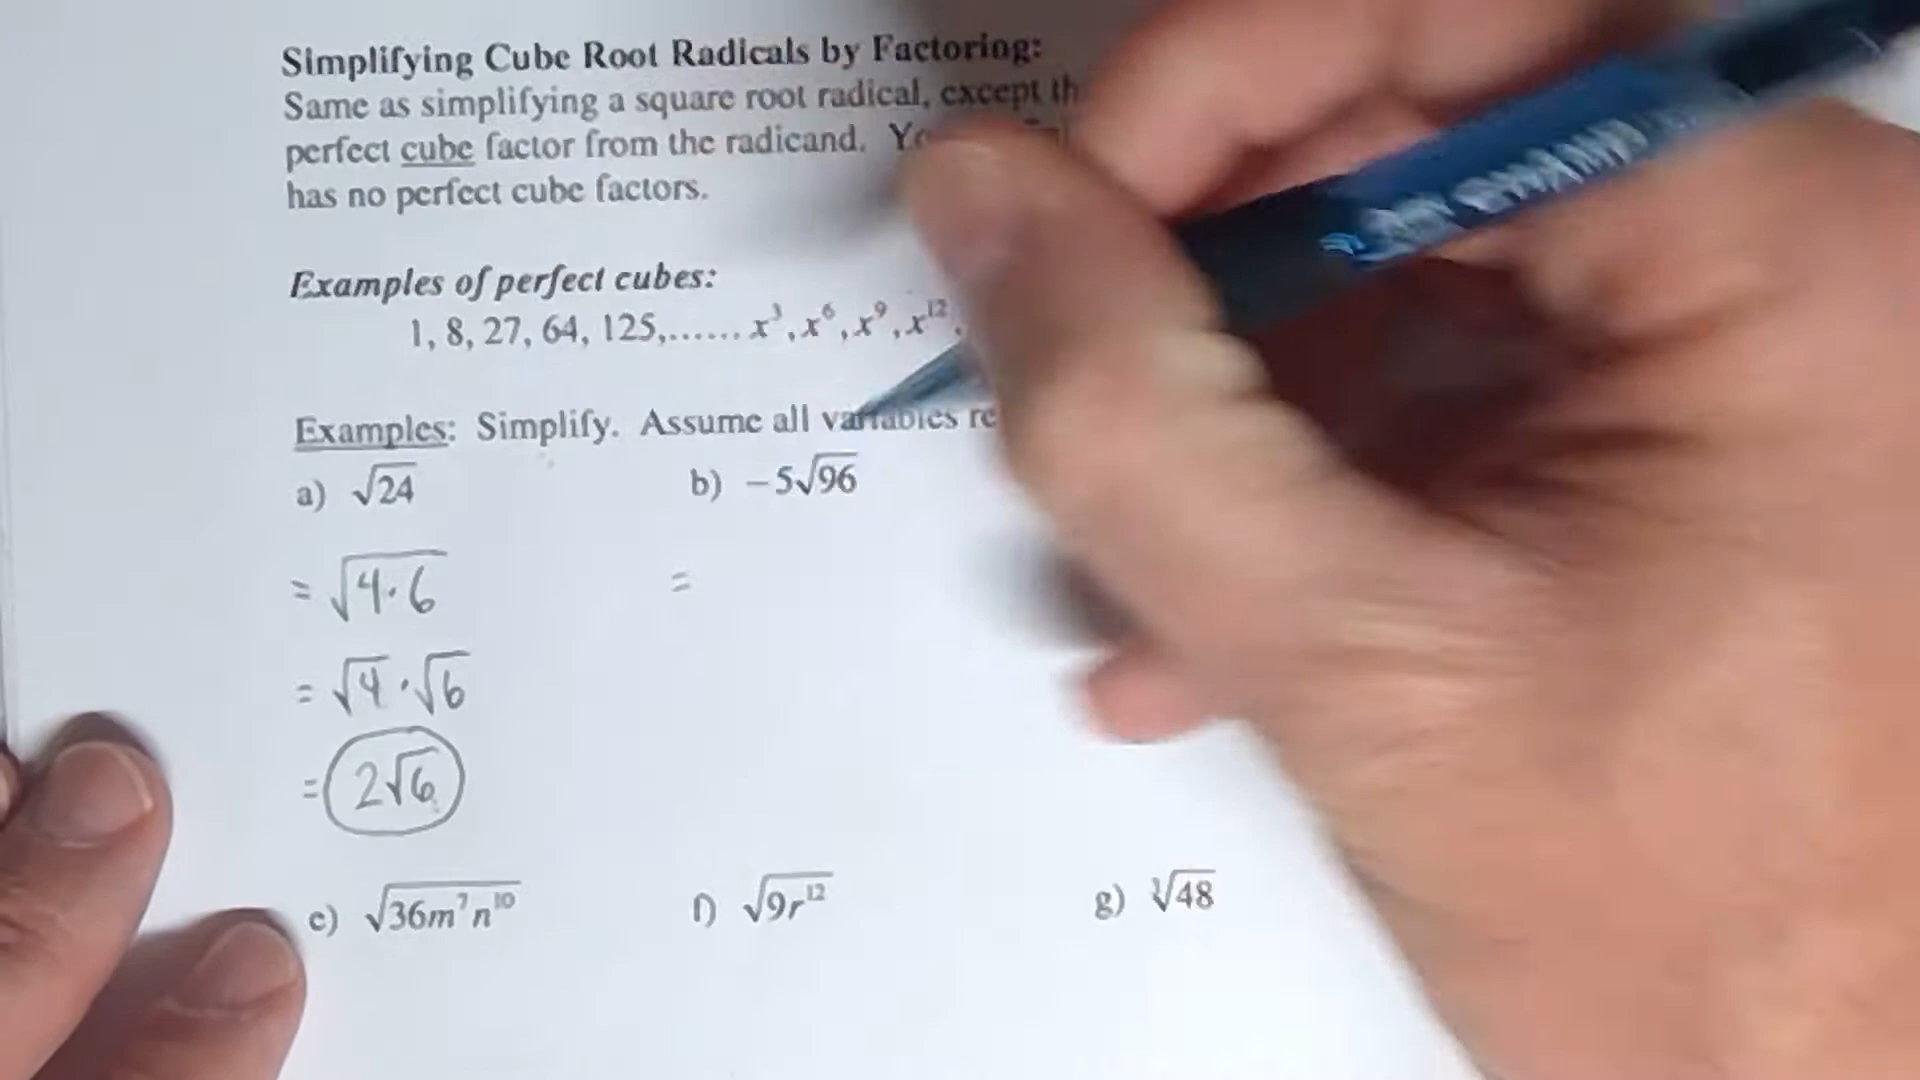 Simplifying Cube Root Radicals by Factoring:
Same as simplifying a square root radical, except
perfect cube factor from the radicand.
has no perfect cube factors.
Examples of perfect cubes:
1, 8, 27, 64, 125,...... x³, x⁶, x⁹, x¹²,
Examples: Simplify. Assume all variables
a) √24 b) −5√96
= √4·6 =
= √4 · √6
= 2√6
e) √36m⁷n¹⁰ f) √9r¹² g) ∛48